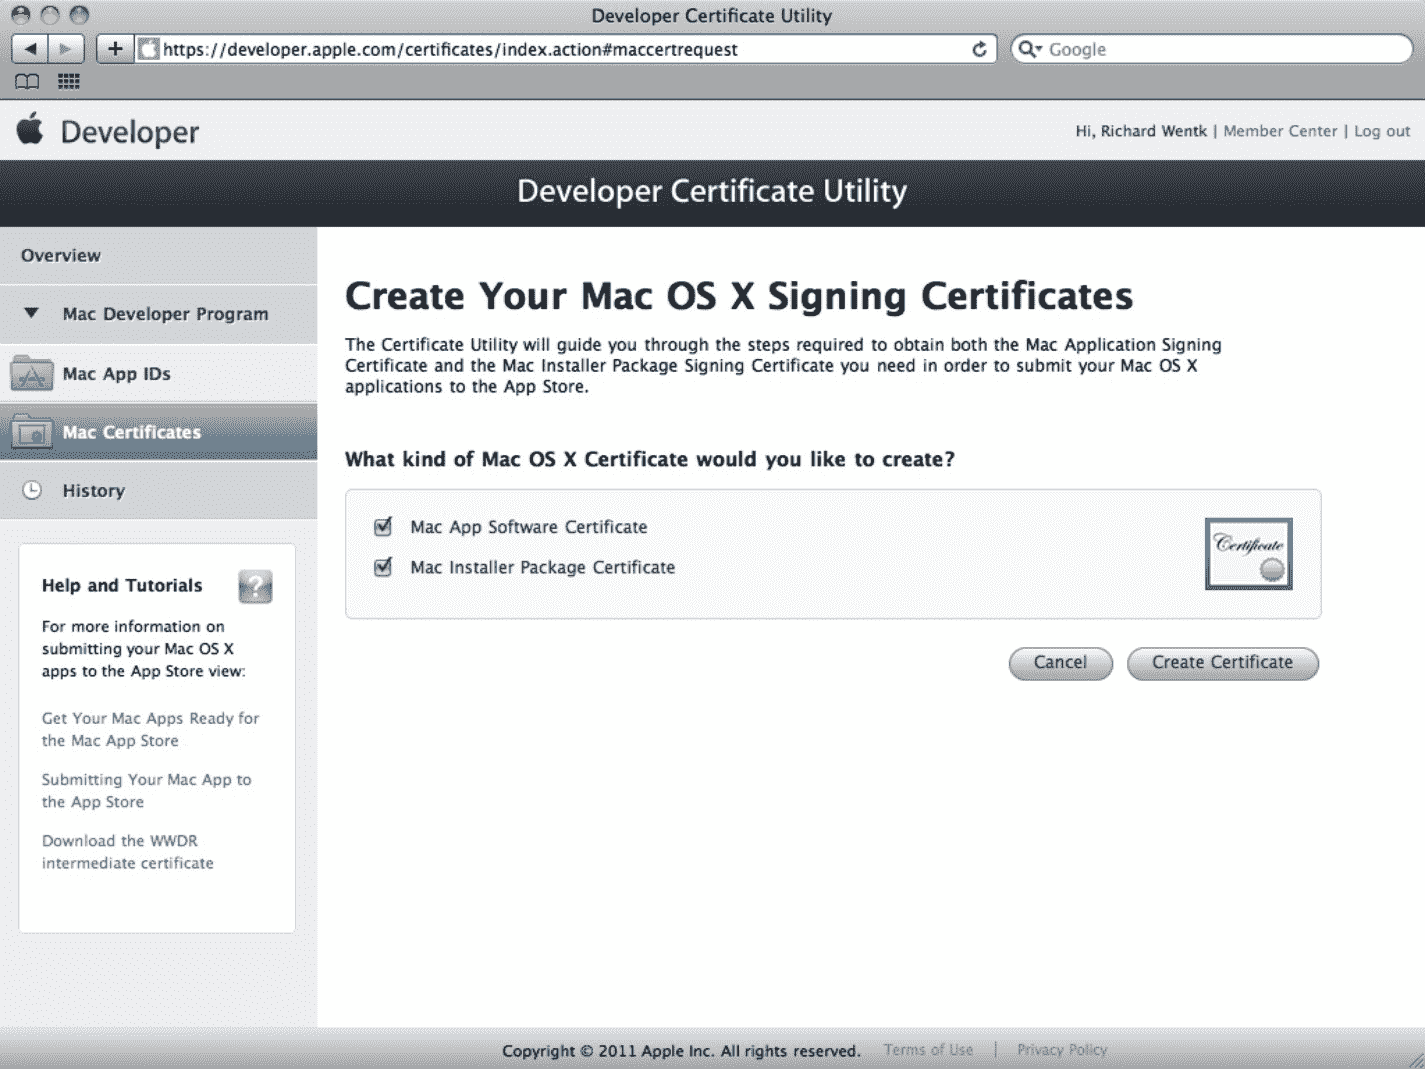 Developer Certificate Utility
https://developer.apple.com/certificates/index.action#maccertrequest
Google
Developer
Hi, Richard Wentk | Member Center | Log out
Developer Certificate Utility
Overview
Mac Developer Program
Mac App IDs
Mac Certificates
History
Help and Tutorials
?
For more information on
submitting your Mac OS X
apps to the App Store view:
Get Your Mac Apps Ready for
the Mac App Store
Submitting Your Mac App to
the App Store
Download the WWDR
intermediate certificate
Create Your Mac OS X Signing Certificates
The Certificate Utility will guide you through the steps required to obtain both the Mac Application Signing
Certificate and the Mac Installer Package Signing Certificate you need in order to submit your Mac OS X
applications to the App Store.
What kind of Mac OS X Certificate would you like to create?
Mac App Software Certificate
Mac Installer Package Certificate
Certificate
Cancel
Create Certificate
Copyright © 2011 Apple Inc. All rights reserved. Terms of Use | Privacy Policy